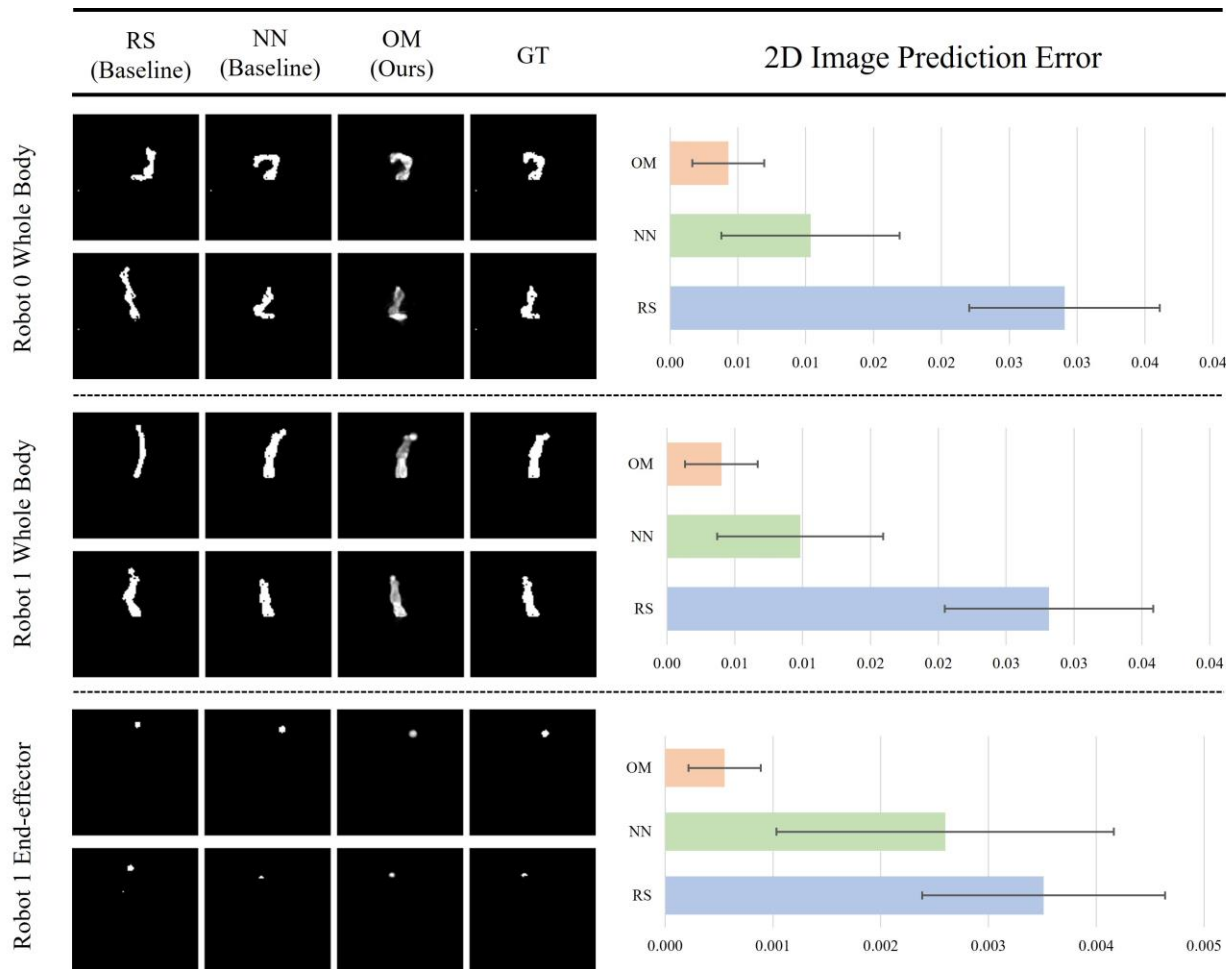 RS
(Baseline)
NN
(Baseline)
OM
(Ours)
GT
2D Image Prediction Error
Robot 0 Whole Body
OM
NN
RS
0.00 0.01 0.01 0.02 0.02 0.03 0.03 0.04 0.04
Robot 1 Whole Body
OM
NN
RS
0.00 0.01 0.01 0.02 0.02 0.03 0.03 0.04 0.04
Robot 1 End-effector
OM
NN
RS
0.000 0.001 0.002 0.003 0.004 0.005